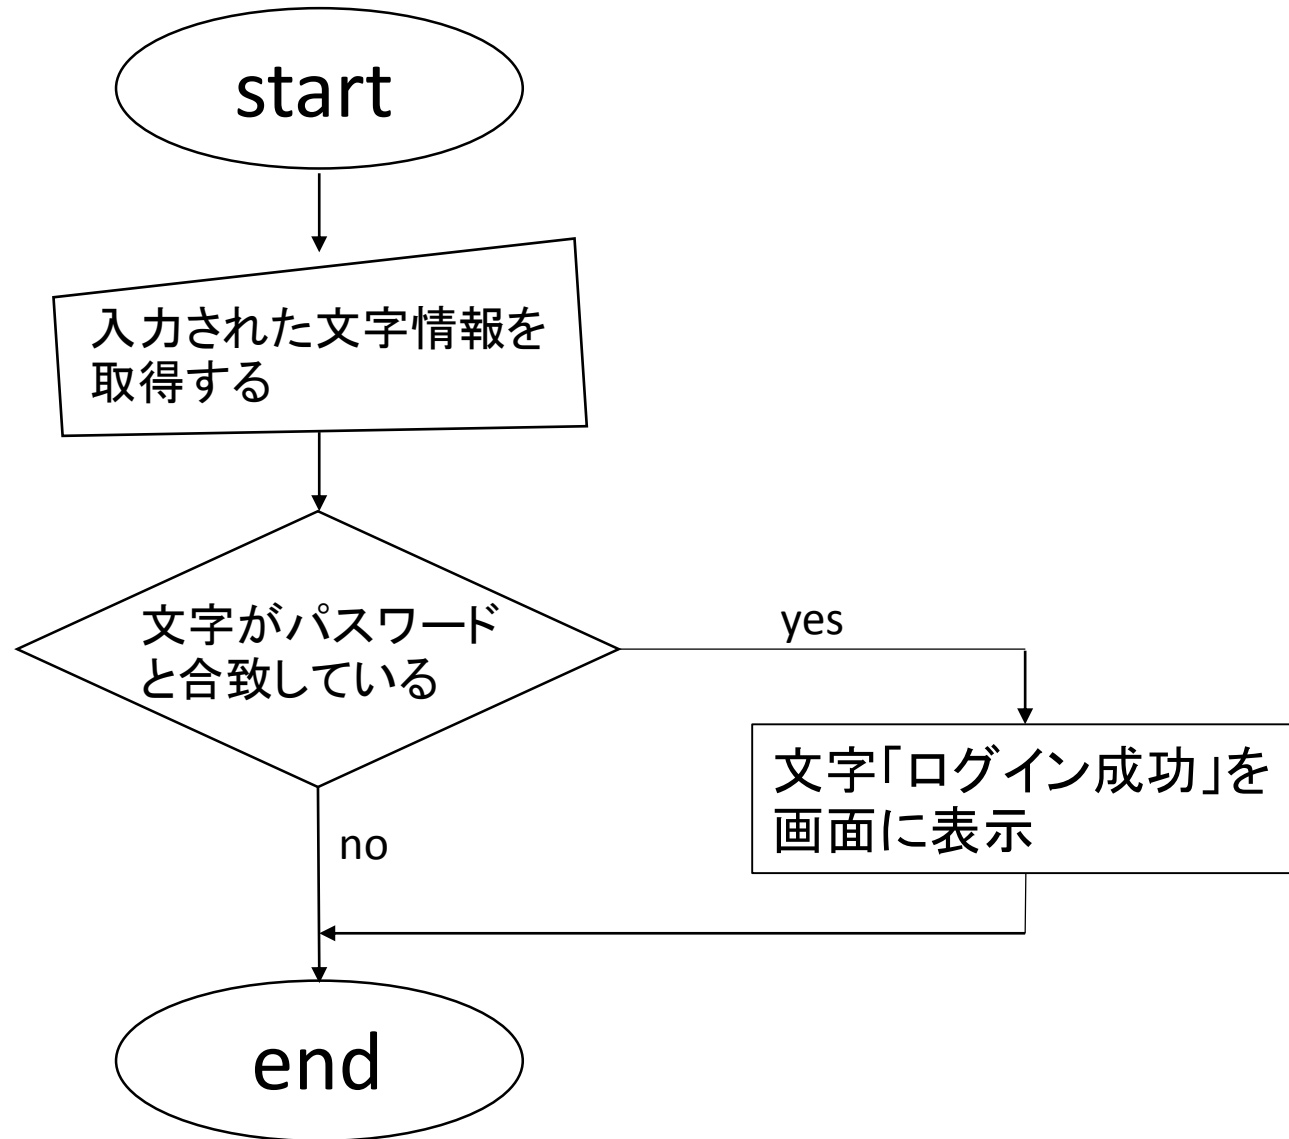 start
入力された文字情報を
取得する
文字がパスワード
と合致している
yes
文字「ログイン成功」を
画面に表示
no
end